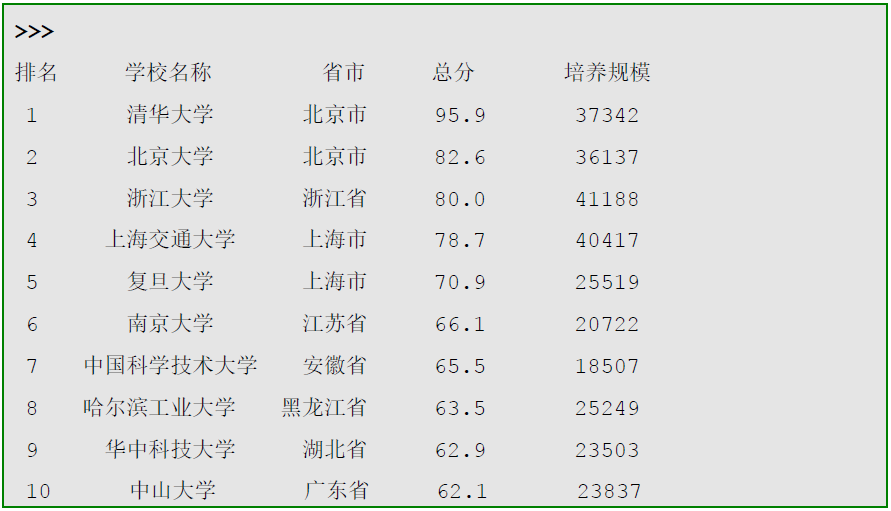 >>>
排名 学校名称 省市 总分 培养规模
1 清华大学 北京市 95.9 37342
2 北京大学 北京市 82.6 36137
3 浙江大学 浙江省 80.0 41188
4 上海交通大学 上海市 78.7 40417
5 复旦大学 上海市 70.9 25519
6 南京大学 江苏省 66.1 20722
7 中国科学技术大学 安徽省 65.5 18507
8 哈尔滨工业大学 黑龙江省 63.5 25249
9 华中科技大学 湖北省 62.9 23503
10 中山大学 广东省 62.1 23837